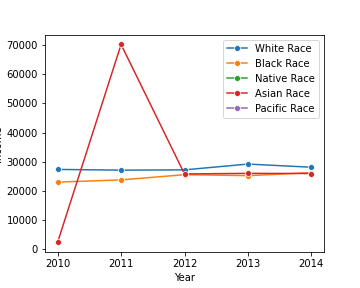 70000
60000
50000
40000
30000
20000
10000
0
White Race
Black Race
Native Race
Asian Race
Pacific Race
2010 2011 2012 2013 2014
Year